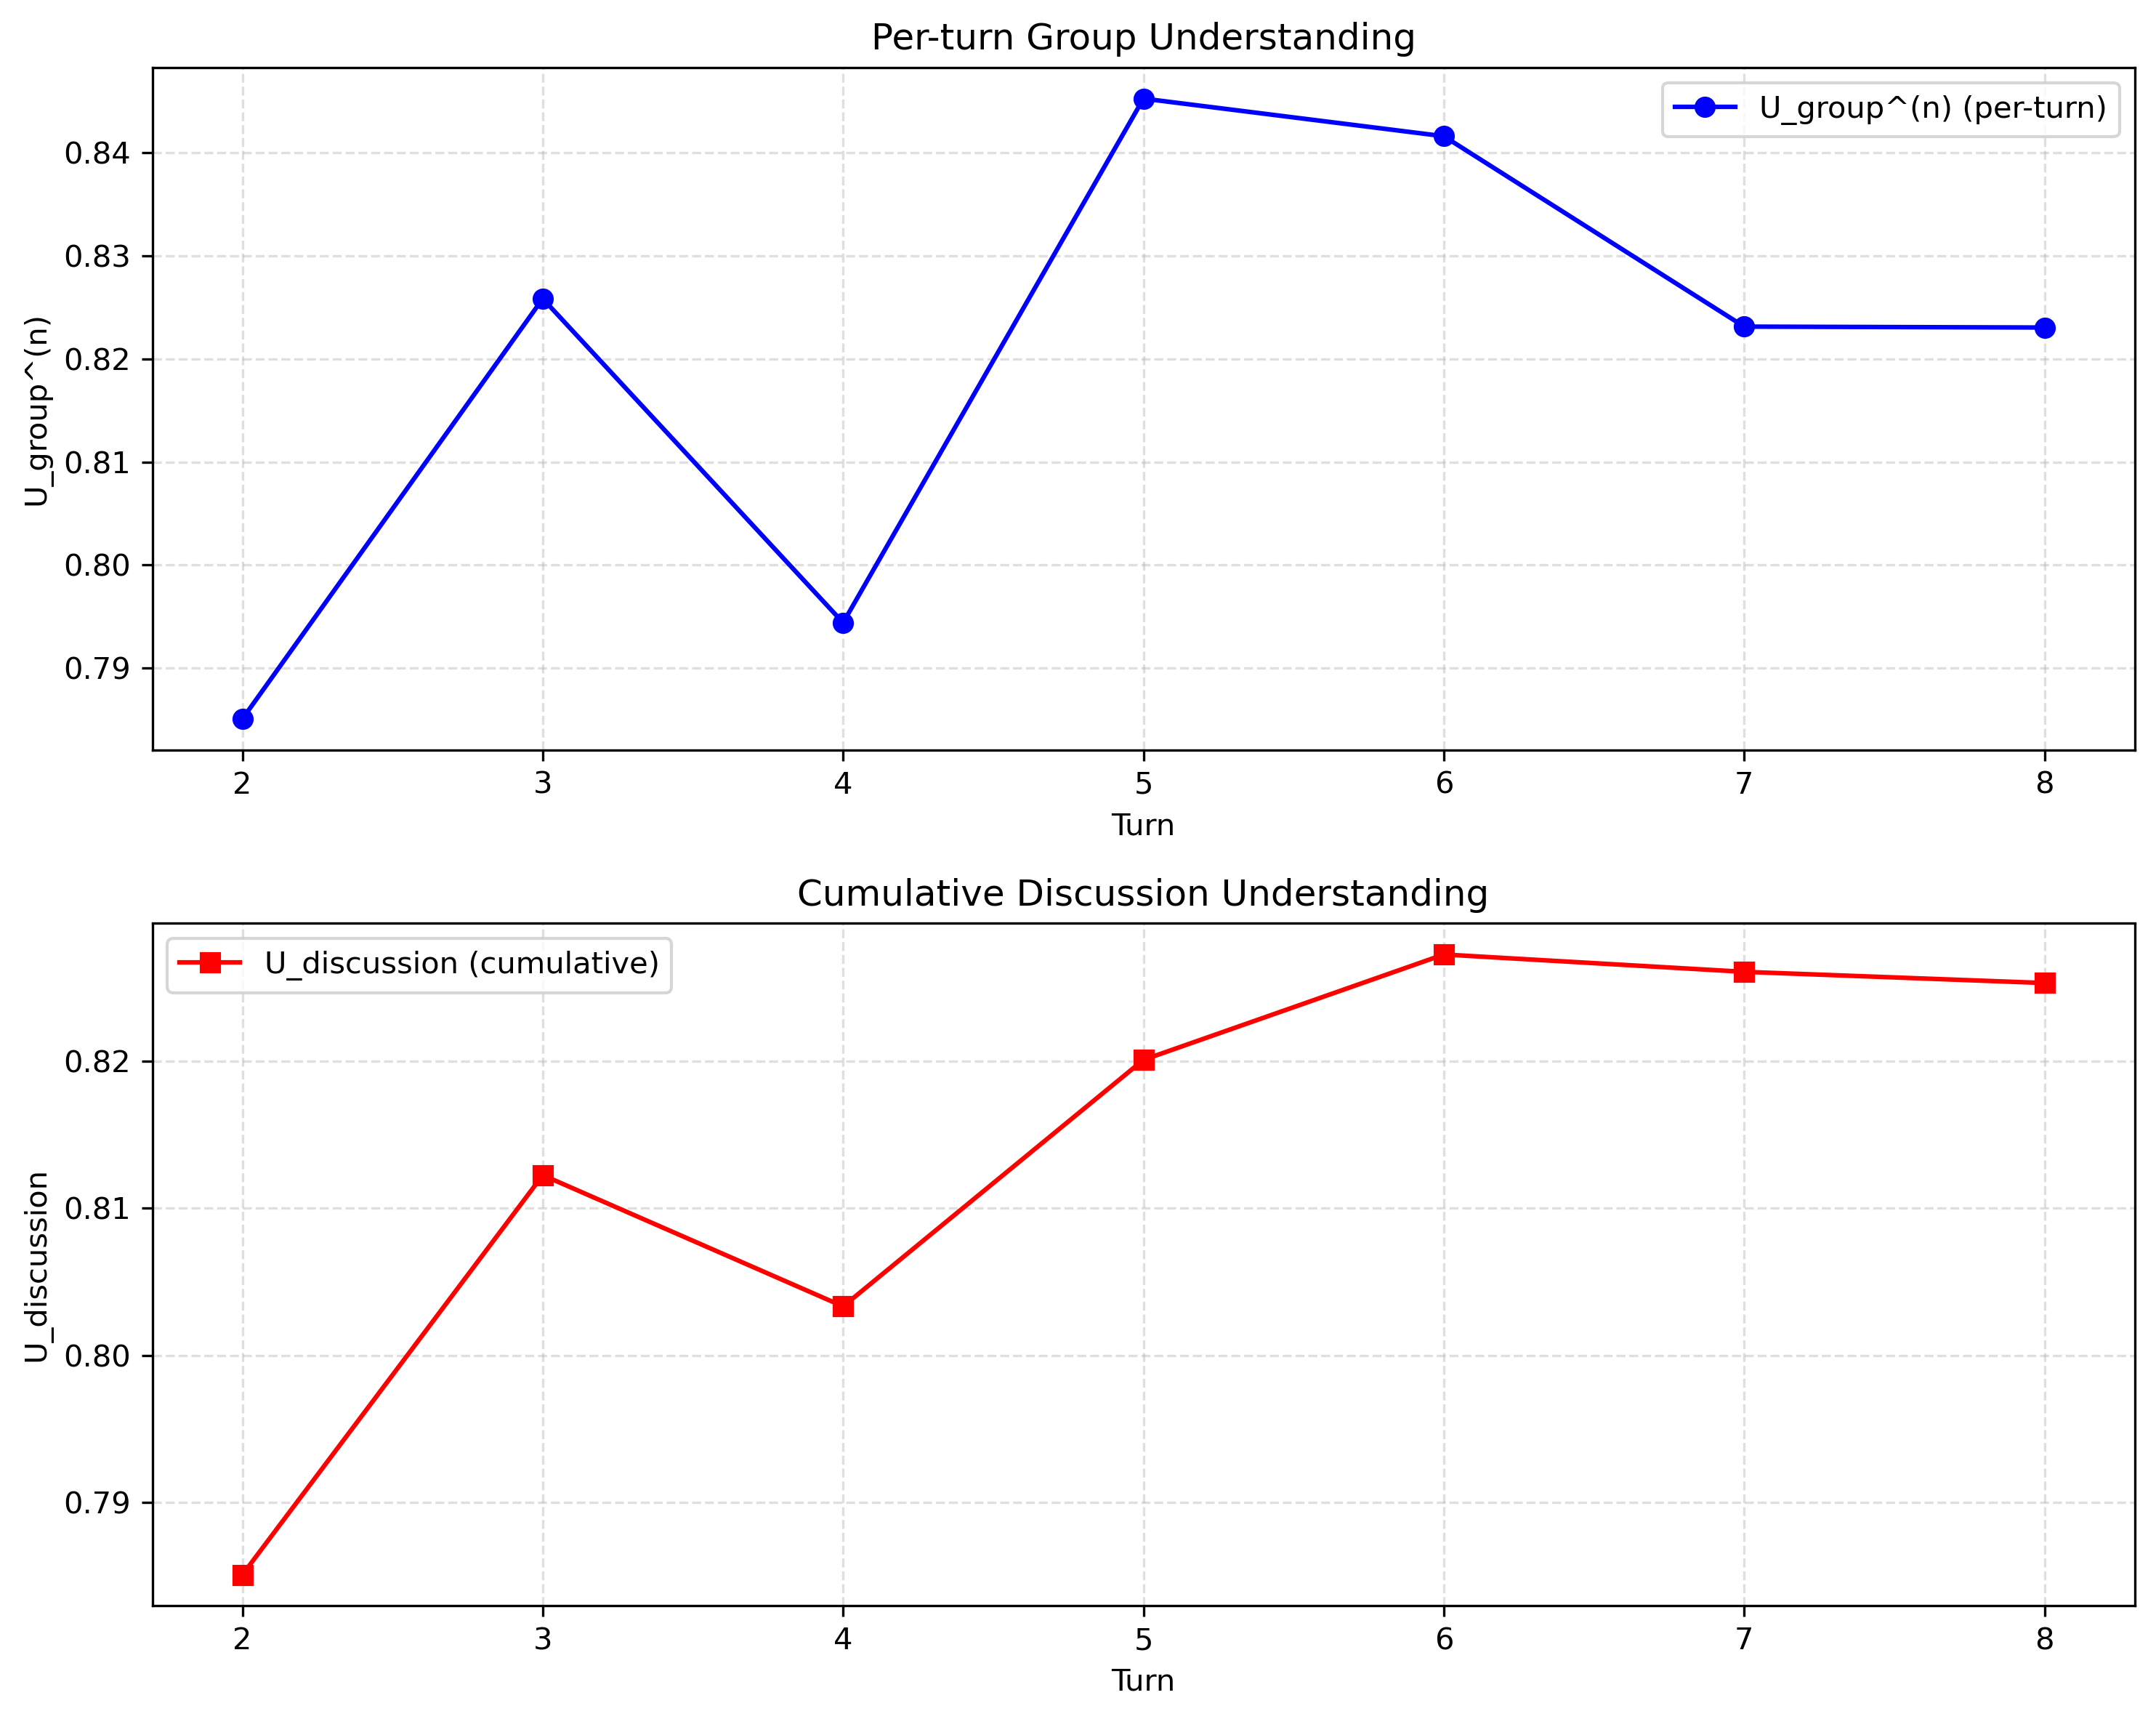 Per-turn Group Understanding
U_group^(n) (per-turn)
U_group^(n)
0.84
0.83
0.82
0.81
0.80
0.79
2 3 4 5 6 7 8
Turn
Cumulative Discussion Understanding
U_discussion (cumulative)
U_discussion
0.82
0.81
0.80
0.79
2 3 4 5 6 7 8
Turn